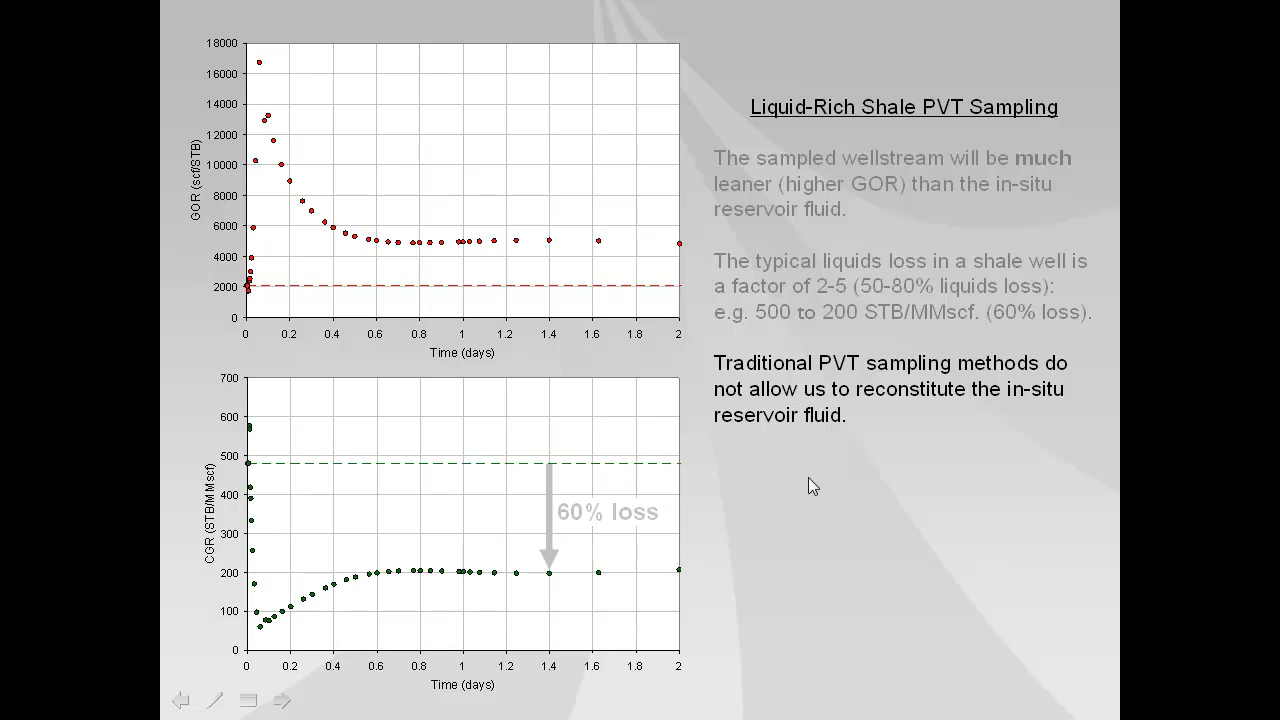 18000
16000
14000
12000
10000
8000
6000
4000
2000
0
GOR (scf/STB)
0 0.2 0.4 0.6 0.8 1 1.2 1.4 1.6 1.8 2
Time (days)
700
600
500
400
300
200
100
0
CGR (STB/MMscf)
60% loss
0 0.2 0.4 0.6 0.8 1 1.2 1.4 1.6 1.8 2
Time (days)
Liquid-Rich Shale PVT Sampling
The sampled wellstream will be much
leaner (higher GOR) than the in-situ
reservoir fluid.
The typical liquids loss in a shale well is
a factor of 2-5 (50-80% liquids loss):
e.g. 500 to 200 STB/MMscf. (60% loss).
Traditional PVT sampling methods do
not allow us to reconstitute the in-situ
reservoir fluid.